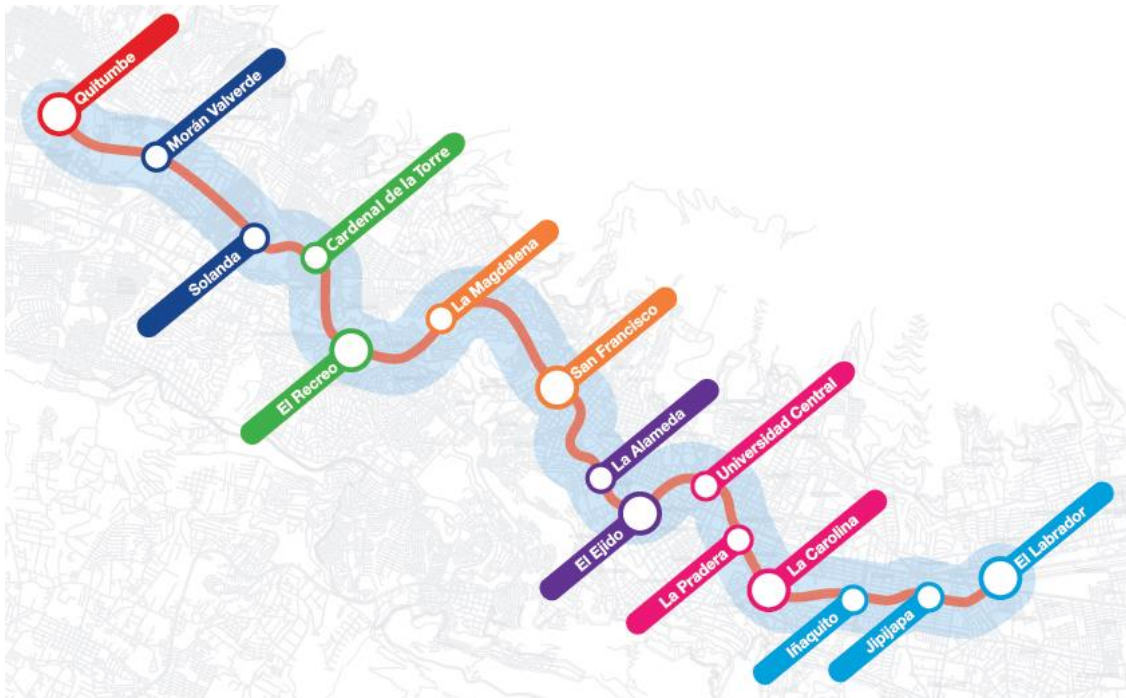 Quitumbe
Morán Valverde
Solanda
Cardenal de la Torre
El Recreo
La Magdalena
San Francisco
La Alameda
El Ejido
Universidad Central
La Pradera
La Carolina
Iñaquito
Jipijapa
El Labrador